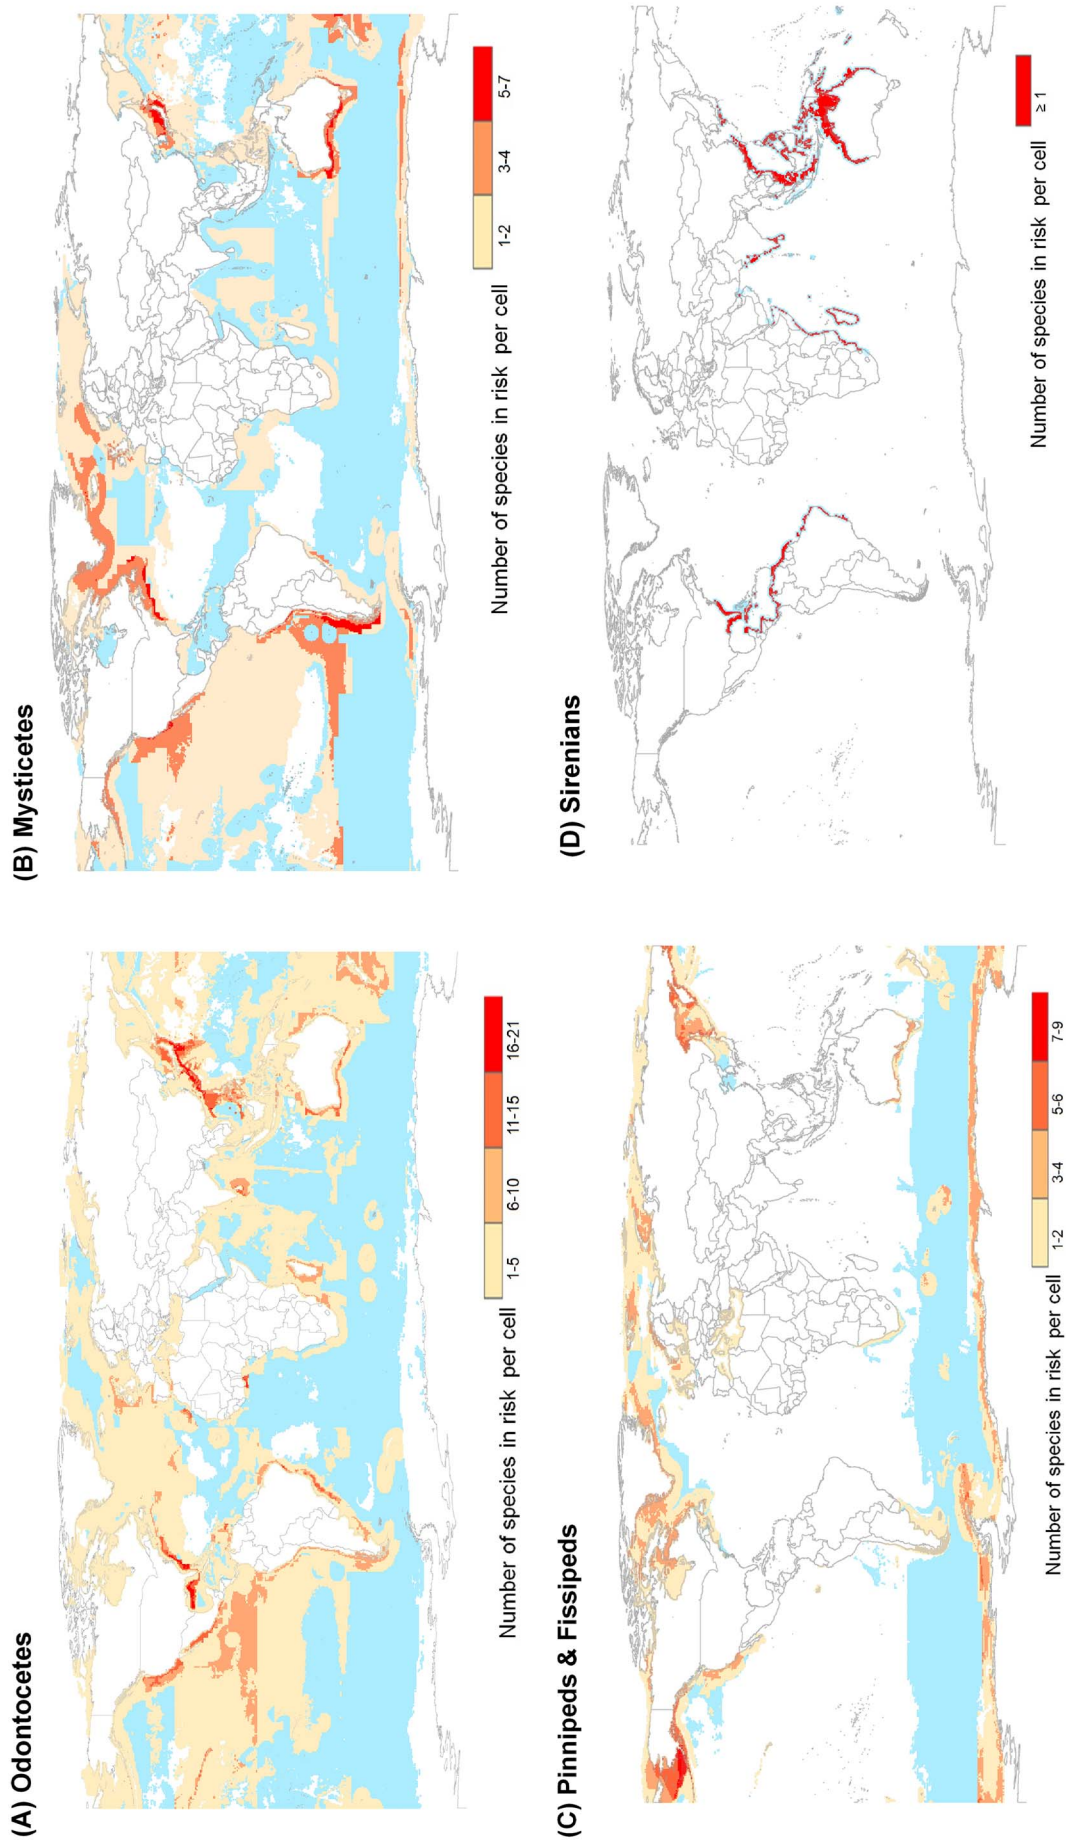 (A) Odontocetes
Number of species in risk per cell
1-5
6-10
11-15
16-21
(B) Mysticetes
Number of species in risk per cell
1-2
3-4
5-7
(C) Pinnipeds & Fissipeds
Number of species in risk per cell
1-2
3-4
5-6
7-9
(D) Sirenians
Number of species in risk per cell
≥ 1